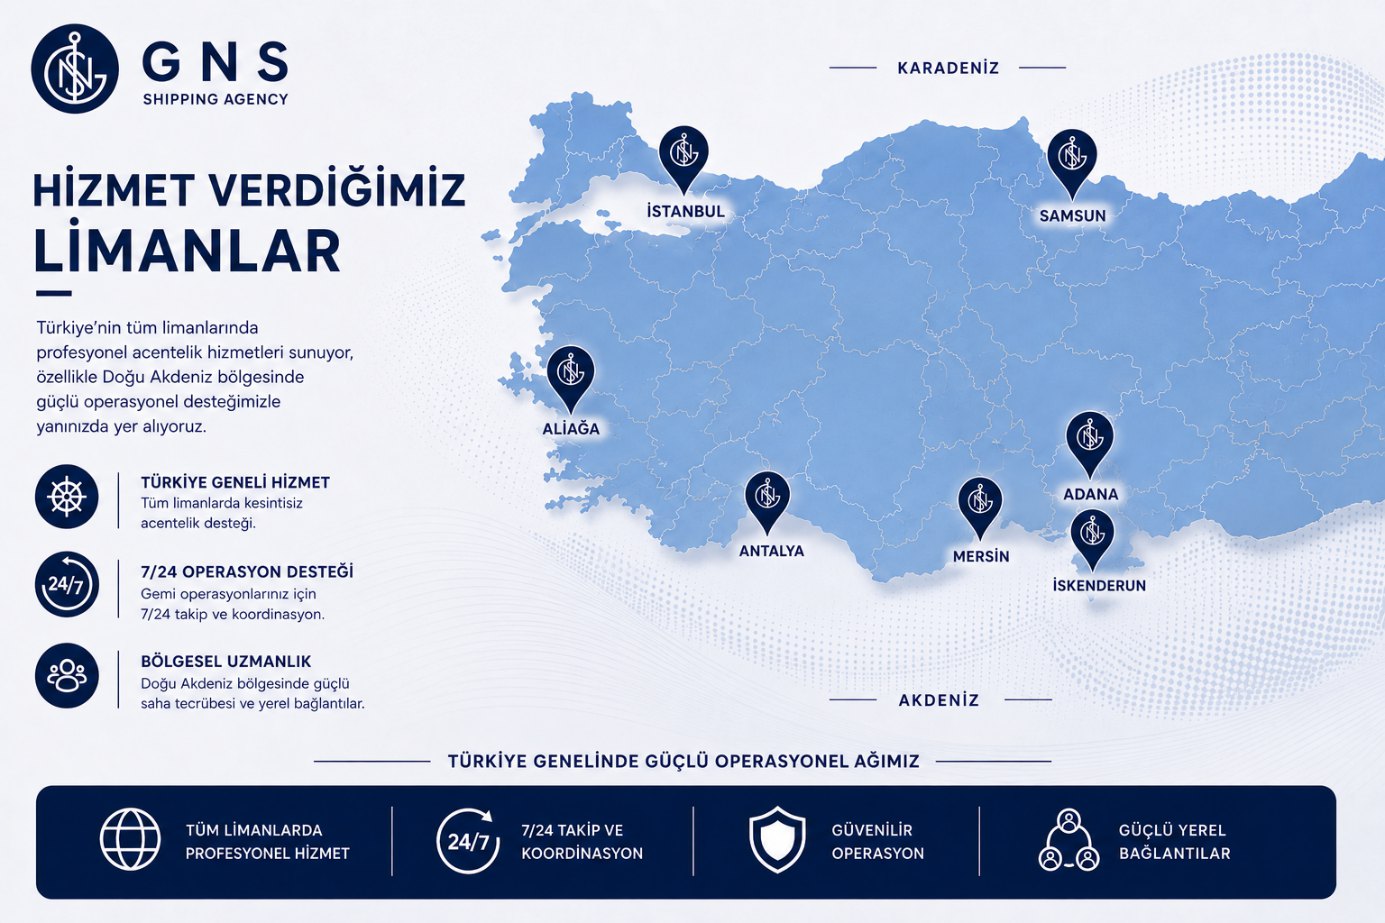 GNS
SHIPPING AGENCY
HİZMET VERDİĞİMİZ
LİMANLAR
Türkiye'nin tüm limanlarında
profesyonel acentelik hizmetleri sunuyor,
özellikle Doğu Akdeniz bölgesinde
güçlü operasyonel desteğimizle
yanınızda yer alıyoruz.
TÜRKİYE GENELİ HİZMET
Tüm limanlarda kesintisiz
acentelik desteği.
24/7
7/24 OPERASYON DESTEĞİ
Gemi operasyonlarınız için
7/24 takip ve koordinasyon.
BÖLGESEL UZMANLIK
Doğu Akdeniz bölgesinde güçlü
saha tecrübesi ve yerel bağlantılar.
KARADENİZ
İSTANBUL
SAMSUN
ALİAĞA
ADANA
ANTALYA
MERSİN
İSKENDERUN
AKDENİZ
TÜRKİYE GENELİNDE GÜÇLÜ OPERASYONEL AĞIMIZ
TÜM LİMANLARDA
PROFESYONEL HİZMET
24/7
7/24 TAKİP VE
KOORDİNASYON
GÜVENİLİR
OPERASYON
GÜÇLÜ YEREL
BAĞLANTILAR